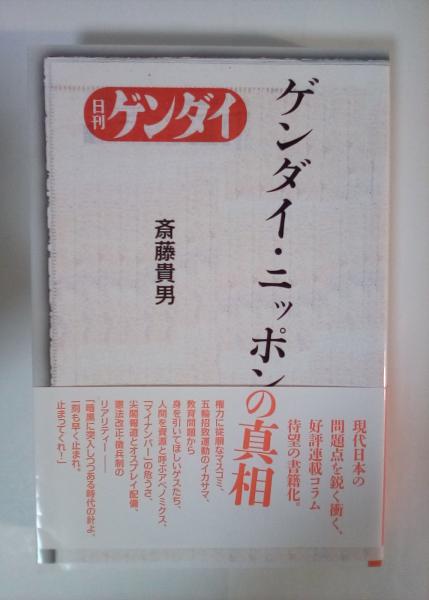 日刊ゲンダイ
ゲンダイ・ニッポンの真相
斎藤貴男
現代日本の
問題点を鋭く衝く、
好評連載コラム
待望の書籍化。
権力に従順なマスコミ、
五輪招致運動のイカサマ、
教育問題から
身を引いてほしいゲスたち、
人間を資源と呼ぶアベノミクス、
「マイナンバー」の危うさ、
尖閣報道とオスプレイ配備、
憲法改正・徴兵制の
リアリティー――
「暗黒に突入しつつある時代の針よ、
一刻も早く止まれ。
止まってくれ！」